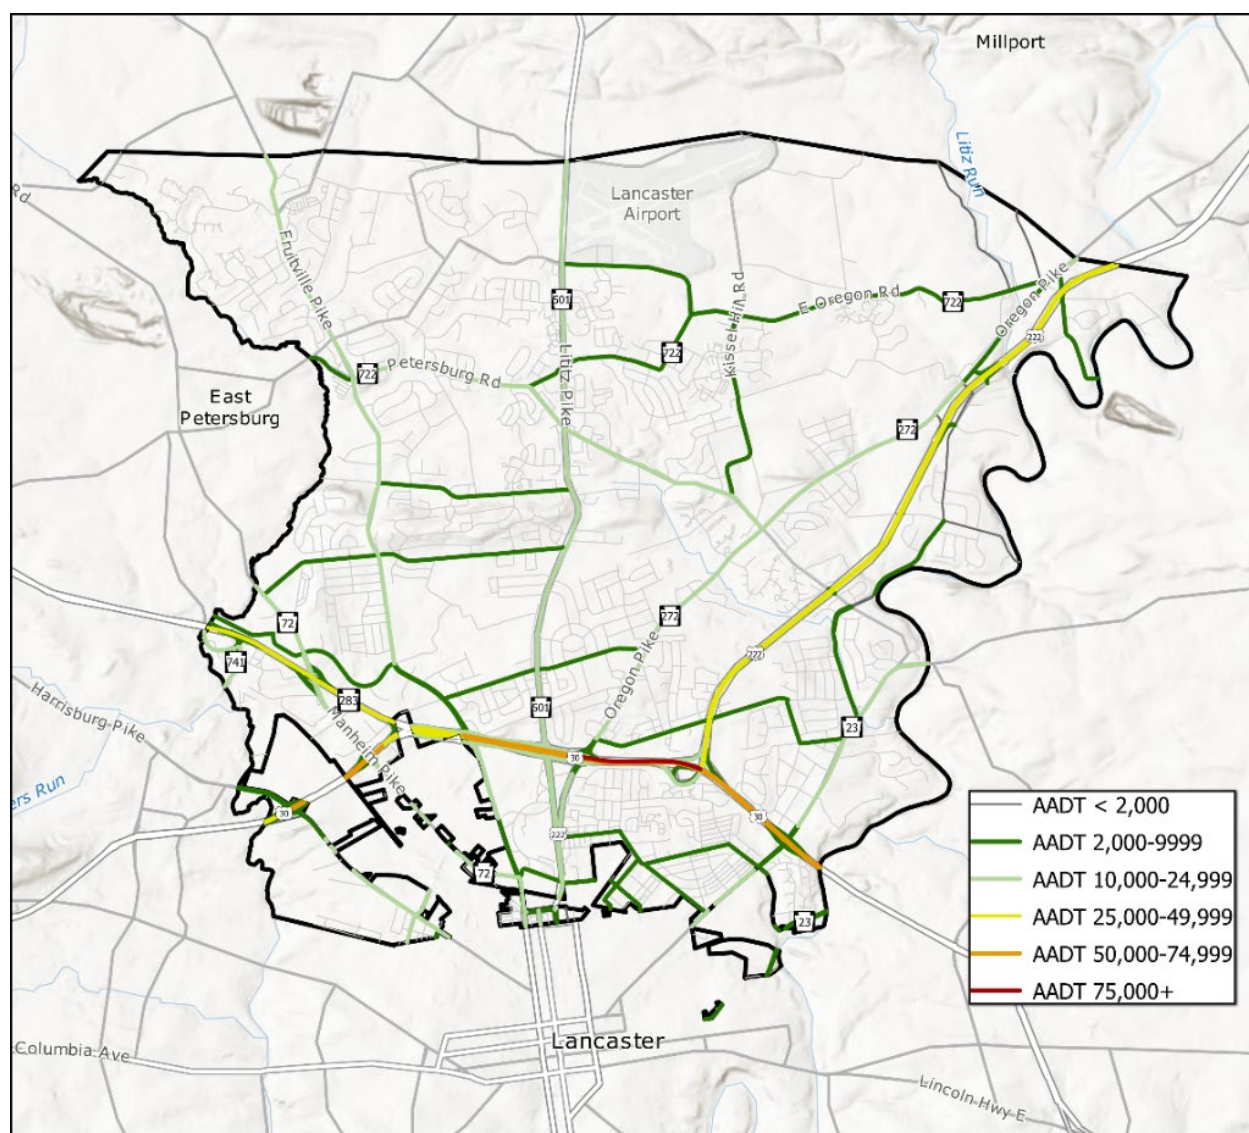 Millport
Lititz Run
Rd
Lancaster
Airport
Fruitville Pike
Kissel Hill Rd
E Oregon Rd
722
Oregon Pike
501
222
Lititz Pike
722
722
Petersburg Rd
East
Petersburg
272
272
72
222
741
Oregon Pike
283
Harrisburg Pike
501
23
Manheim Pike
30
ers Run
30
30
222
72
23
AADT < 2,000
AADT 2,000-9999
AADT 10,000-24,999
AADT 25,000-49,999
AADT 50,000-74,999
AADT 75,000+
Lancaster
Columbia Ave
Lincoln Hwy E